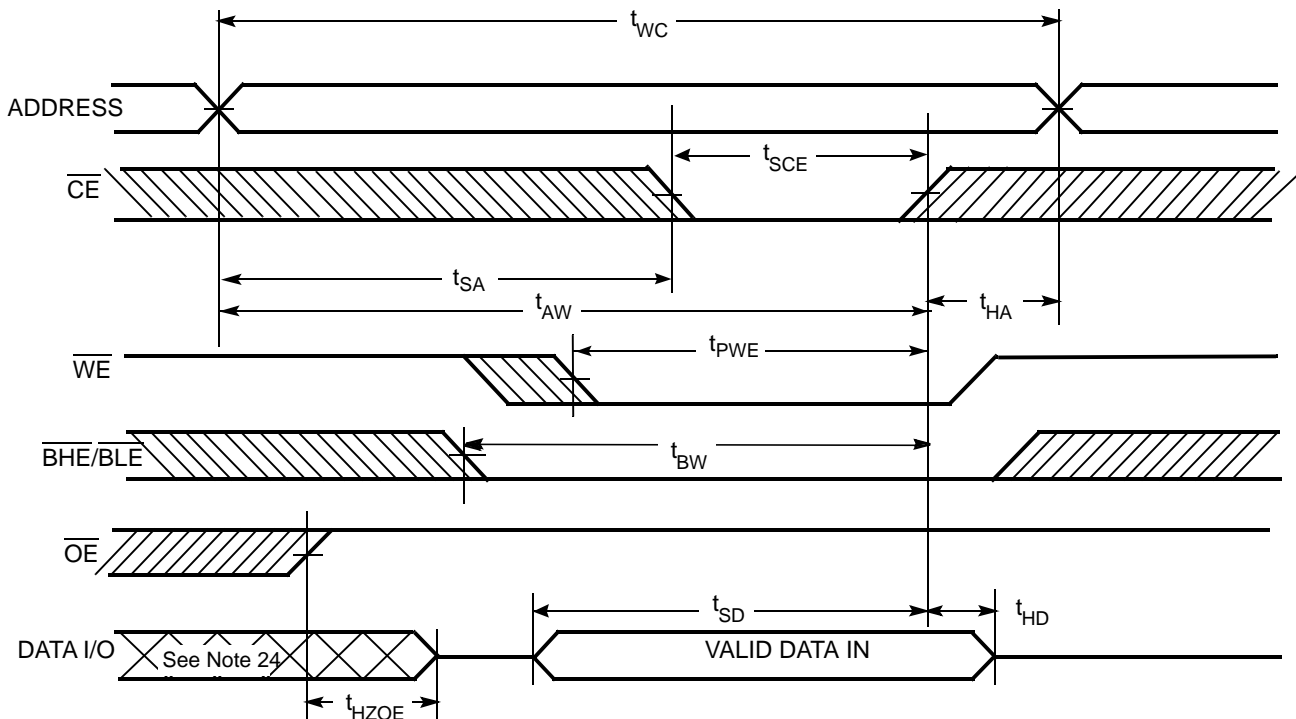 tWC
ADDRESS
tSCE
CE
tSA
tAW
tHA
tPWE
WE
BHE/BLE
tBW
OE
tSD
tHD
DATA I/O
See Note 24
VALID DATA IN
tHZOE